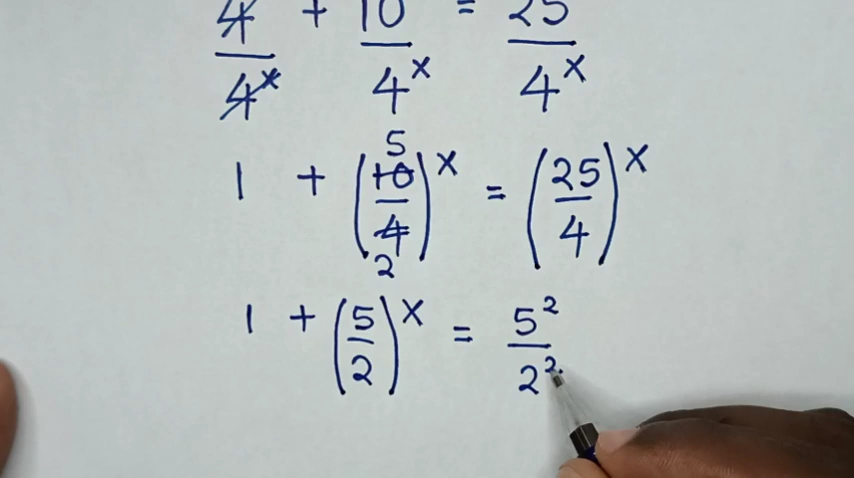 4 + 10 = 25
4^x 4^x 4^x
5
1 + (10/4)^x = (25/4)^x
2
1 + (5/2)^x = 5^2/2^2